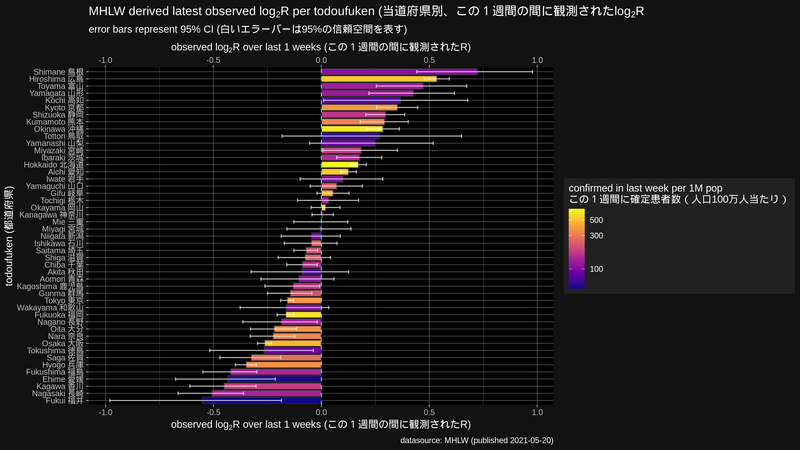 MHLW derived latest observed log2R per todoufuken (当道府県別、この１週間の間に観測されたlog2R
error bars represent 95% CI (白いエラーバーは95%の信頼空間を表す)
observed log2R over last 1 weeks (この１週間の間に観測されたR)
-1.0 -0.5 0.0 0.5 1.0
todoufuken (都道府県)
Shimane 島根
Hiroshima 広島
Toyama 富山
Yamagata 山形
Kochi 高知
Kyoto 京都
Shizuoka 静岡
Kumamoto 熊本
Okinawa 沖縄
Tottori 鳥取
Yamanashi 山梨
Miyazaki 宮崎
Ibaraki 茨城
Hokkaido 北海道
Aichi 愛知
Iwate 岩手
Yamaguchi 山口
Gifu 岐阜
Tochigi 栃木
Okayama 岡山
Kanagawa 神奈川
Mie 三重
Miyagi 宮城
Niigata 新潟
Ishikawa 石川
Saitama 埼玉
Shiga 滋賀
Chiba 千葉
Akita 秋田
Aomori 青森
Kagoshima 鹿児島
Gunma 群馬
Tokyo 東京
Wakayama 和歌山
Fukuoka 福岡
Nagano 長野
Oita 大分
Nara 奈良
Osaka 大阪
Tokushima 徳島
Saga 佐賀
Hyogo 兵庫
Fukushima 福島
Ehime 愛媛
Kagawa 香川
Nagasaki 長崎
Fukui 福井
-1.0 -0.5 0.0 0.5 1.0
observed log2R over last 1 weeks (この１週間の間に観測されたR)
confirmed in last week per 1M pop
この１週間に確定患者数 ( 人口100万人当たり )
500
300
100
datasource: MHLW (published 2021-05-20)